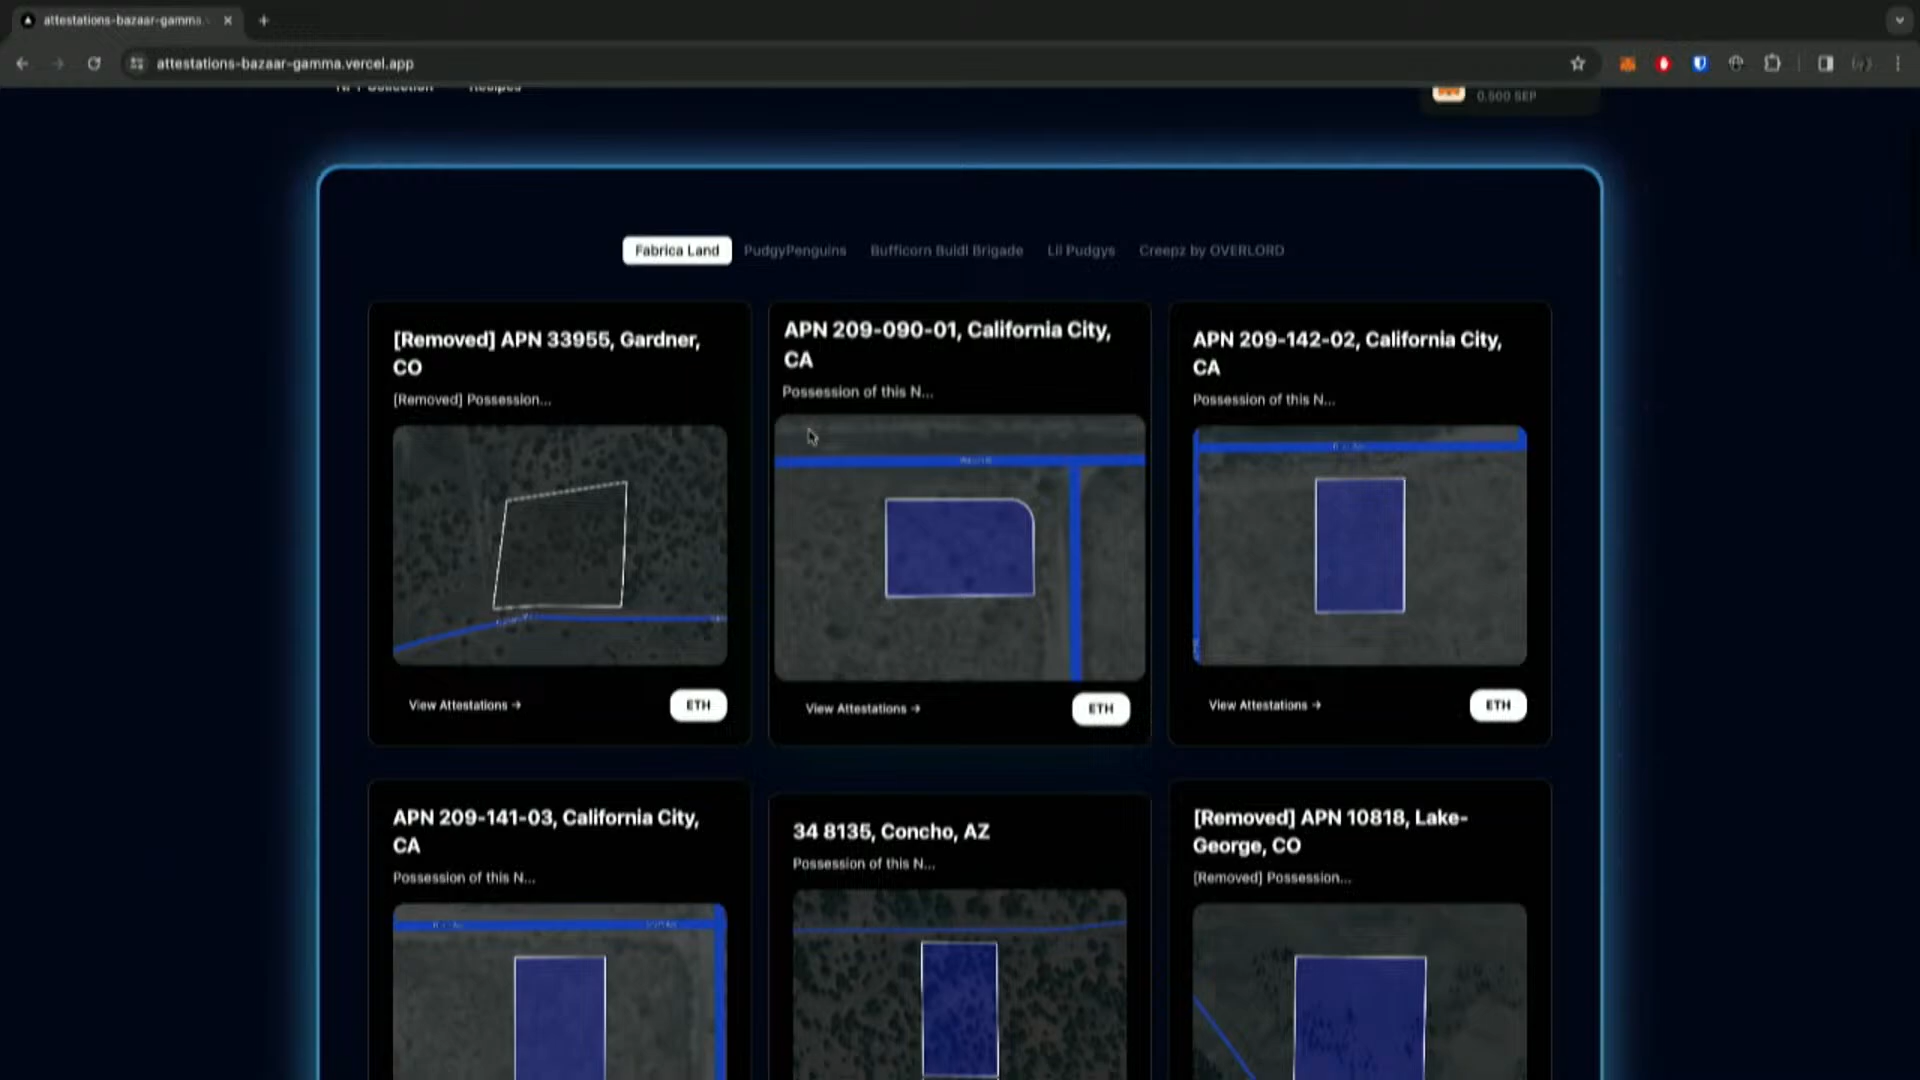 attestations-bazaar-gamma.
attestations-bazaar-gamma.vercel.app
NFT Collection Recipes
0.500 SEP
Fabrica Land PudgyPenguins Bufficorn Buidl Brigade Lil Pudgys Creepz by OVERLORD
[Removed] APN 33955, Gardner,
CO
[Removed] Possession...
View Attestations →
ETH
APN 209-090-01, California City,
CA
Possession of this N...
View Attestations →
ETH
APN 209-142-02, California City,
CA
Possession of this N...
View Attestations →
ETH
APN 209-141-03, California City,
CA
Possession of this N...
34 8135, Concho, AZ
Possession of this N...
[Removed] APN 10818, Lake-
George, CO
[Removed] Possession...